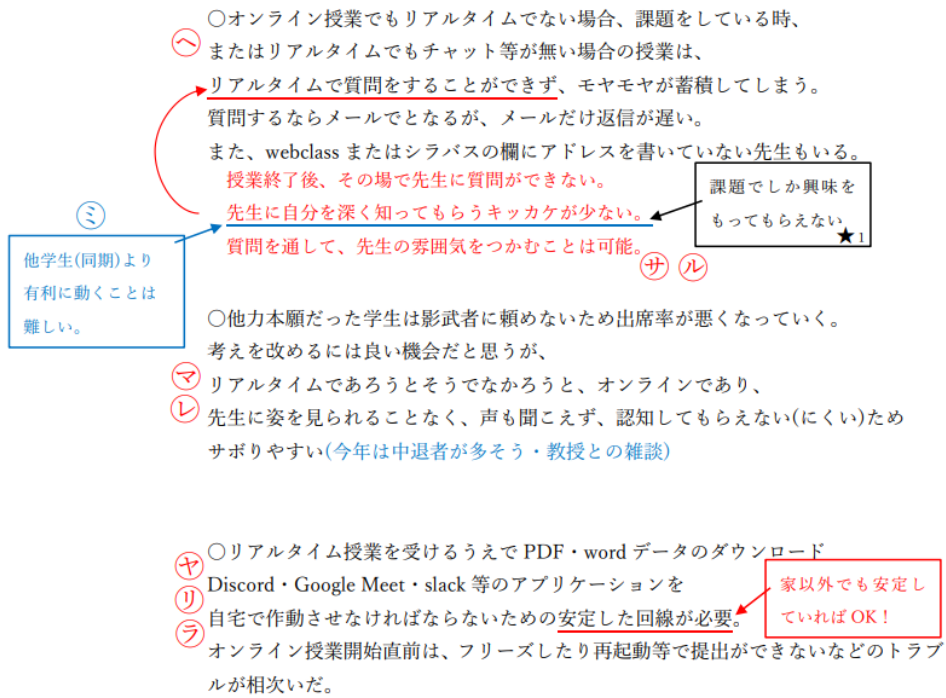 〇オンライン授業でもリアルタイムでない場合、課題をしている時、
㋬
またはリアルタイムでもチャット等が無い場合の授業は、
リアルタイムで質問をすることができず、モヤモヤが蓄積してしまう。
質問するならメールでとなるが、メールだけ返信が遅い。
また、webclass またはシラバスの欄にアドレスを書いていない先生もいる。
授業終了後、その場で先生に質問ができない。
先生に自分を深く知ってもらうキッカケが少ない。
質問を通して、先生の雰囲気をつかむことは可能。
㋚ ㋸
課題でしか興味を
もってもらえない
★1
㋯
他学生(同期)より
有利に動くことは
難しい。
〇他力本願だった学生は影武者に頼めないため出席率が悪くなっていく。
考えを改めるには良い機会だと思うが、
㋮
リアルタイムであろうとそうでなかろうと、オンラインであり、
㋹
先生に姿を見られることなく、声も聞こえず、認知してもらえない(にくい)ため
サボりやすい(今年は中退者が多そう・教授との雑談)
㋳
〇リアルタイム授業を受けるうえで PDF・word データのダウンロード
㋷
Discord・Google Meet・slack 等のアプリケーションを
㋶
自宅で作動させなければならないための安定した回線が必要。
家以外でも安定し
ていれば OK！
オンライン授業開始直前は、フリーズしたり再起動等で提出ができないなどのトラブ
ルが相次いだ。